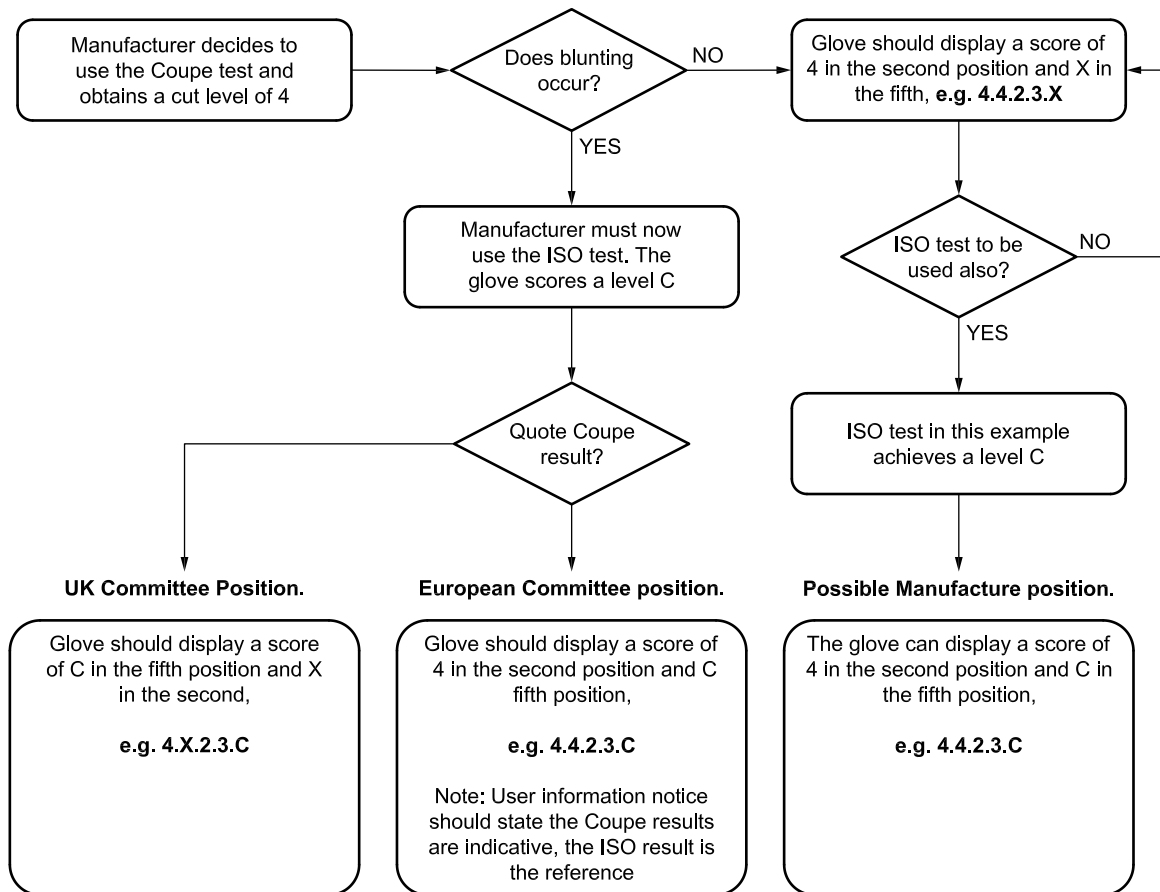 Manufacturer decides to
use the Coupe test and
obtains a cut level of 4
Does blunting
occur?
NO
YES
Glove should display a score of
4 in the second position and X in
the fifth, e.g. 4.4.2.3.X
Manufacturer must now
use the ISO test. The
glove scores a level C
ISO test to be
used also?
NO
YES
Quote Coupe
result?
ISO test in this example
achieves a level C
UK Committee Position.
Glove should display a score
of C in the fifth position and X
in the second,
e.g. 4.X.2.3.C
European Committee position.
Glove should display a score of
4 in the second position and C
fifth position,
e.g. 4.4.2.3.C
Note: User information notice
should state the Coupe results
are indicative, the ISO result is
the reference
Possible Manufacture position.
The glove can display a score of
4 in the second position and C in
the fifth position,
e.g. 4.4.2.3.C